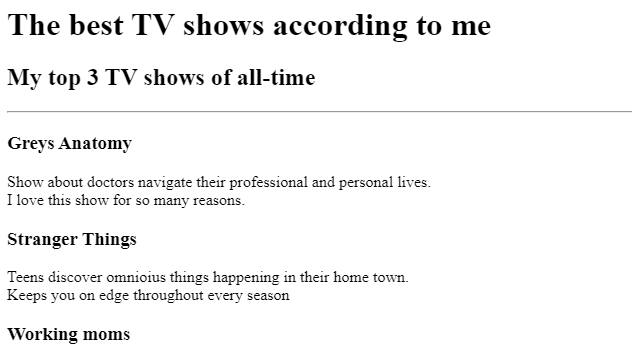 The best TV shows according to me
My top 3 TV shows of all-time
Greys Anatomy
Show about doctors navigate their professional and personal lives.
I love this show for so many reasons.
Stranger Things
Teens discover omnioius things happening in their home town.
Keeps you on edge throughout every season
Working moms